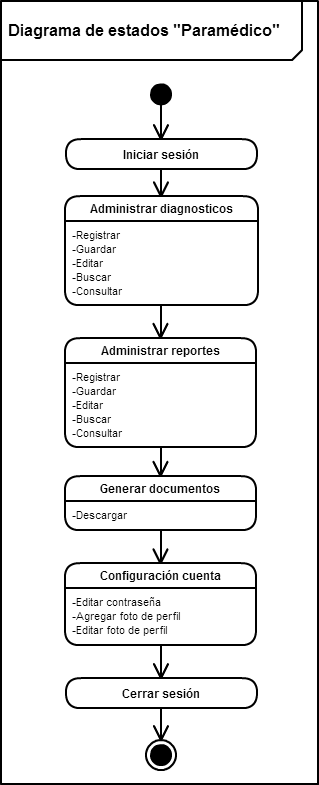 Diagrama de estados "Paramédico"
Iniciar sesión
Administrar diagnosticos
-Registrar
-Guardar
-Editar
-Buscar
-Consultar
Administrar reportes
-Registrar
-Guardar
-Editar
-Buscar
-Consultar
Generar documentos
-Descargar
Configuración cuenta
-Editar contraseña
-Agregar foto de perfil
-Editar foto de perfil
Cerrar sesión